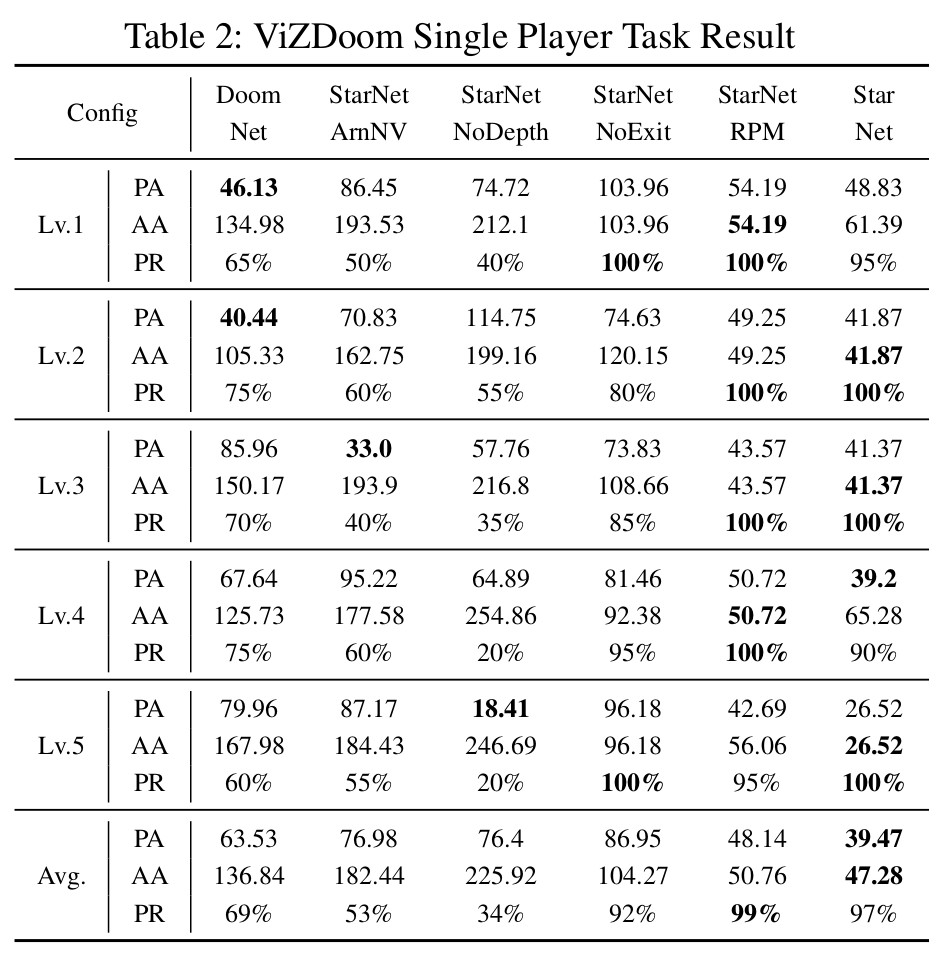 Table 2: ViZDoom Single Player Task Result
Config Doom Net StarNet ArnNV StarNet NoDepth StarNet NoExit StarNet RPM Star Net
Lv.1 PA 46.13 86.45 74.72 103.96 54.19 48.83
AA 134.98 193.53 212.1 103.96 54.19 61.39
PR 65% 50% 40% 100% 100% 95%
Lv.2 PA 40.44 70.83 114.75 74.63 49.25 41.87
AA 105.33 162.75 199.16 120.15 49.25 41.87
PR 75% 60% 55% 80% 100% 100%
Lv.3 PA 85.96 33.0 57.76 73.83 43.57 41.37
AA 150.17 193.9 216.8 108.66 43.57 41.37
PR 70% 40% 35% 85% 100% 100%
Lv.4 PA 67.64 95.22 64.89 81.46 50.72 39.2
AA 125.73 177.58 254.86 92.38 50.72 65.28
PR 75% 60% 20% 95% 100% 90%
Lv.5 PA 79.96 87.17 18.41 96.18 42.69 26.52
AA 167.98 184.43 246.69 96.18 56.06 26.52
PR 60% 55% 20% 100% 95% 100%
Avg. PA 63.53 76.98 76.4 86.95 48.14 39.47
AA 136.84 182.44 225.92 104.27 50.76 47.28
PR 69% 53% 34% 92% 99% 97%